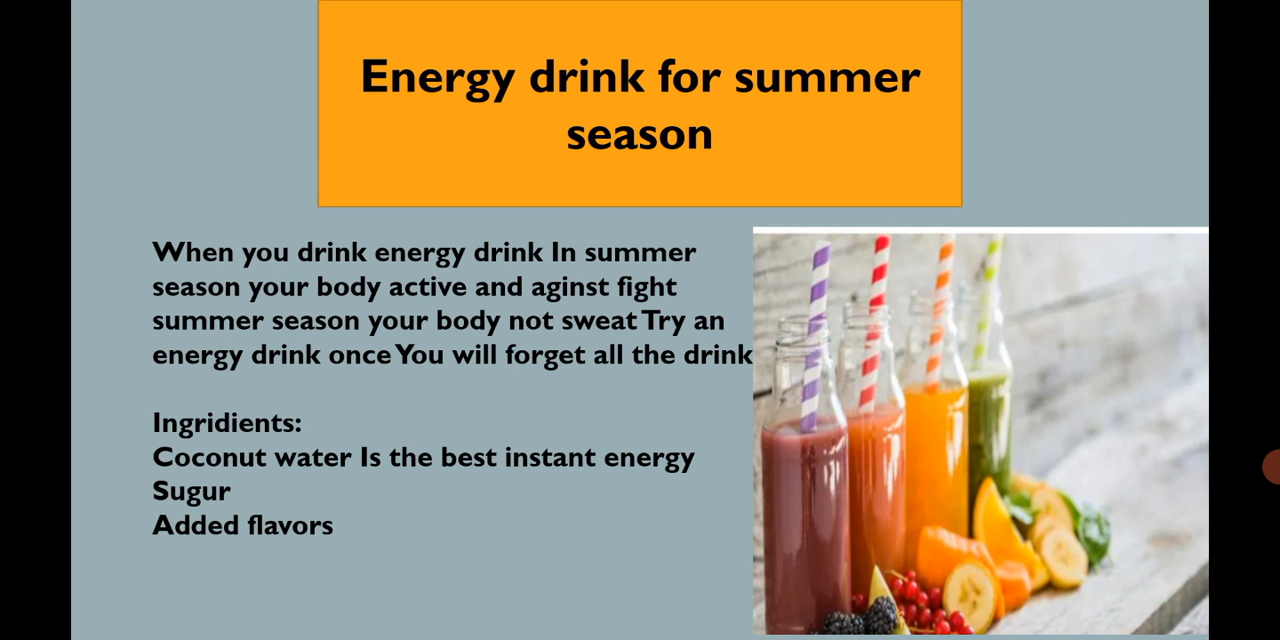 Energy drink for summer
season
When you drink energy drink In summer
season your body active and aginst fight
summer season your body not sweat Try an
energy drink once You will forget all the drink
Ingridients:
Coconut water Is the best instant energy
Sugur
Added flavors